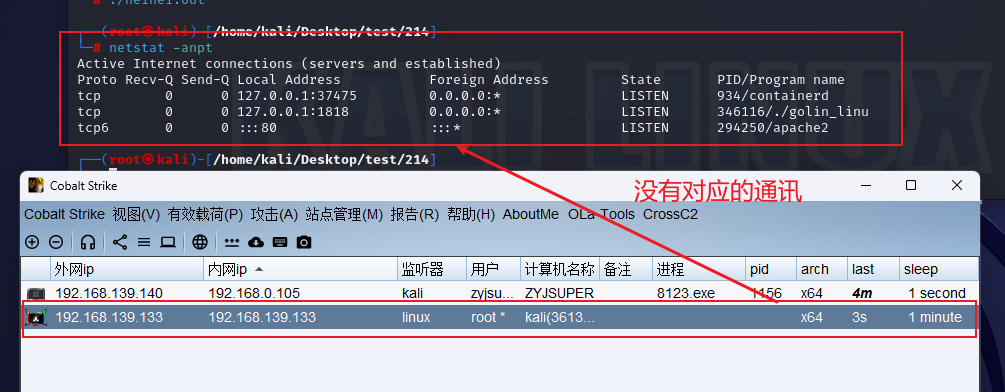 # ./heihei.out
┌──(root㉿kali)-[/home/kali/Desktop/test/214]
└─# netstat -anpt
Active Internet connections (servers and established)
Proto Recv-Q Send-Q Local Address Foreign Address State PID/Program name
tcp 0 0 127.0.0.1:37475 0.0.0.0:* LISTEN 934/containerd
tcp 0 0 127.0.0.1:1818 0.0.0.0:* LISTEN 346116/./golin_linu
tcp6 0 0 :::80 :::* LISTEN 294250/apache2
┌──(root㉿kali)-[/home/kali/Desktop/test/214]
Cobalt Strike
没有对应的通讯
Cobalt Strike 视图(V) 有效载荷(P) 攻击(A) 站点管理(M) 报告(R) 帮助(H) AboutMe OLa-Tools CrossC2
外网ip 内网ip 监听器 用户 计算机名称 备注 进程 pid arch last sleep
192.168.139.140 192.168.0.105 kali zyjsu... ZYJSUPER 8123.exe 1156 x64 4m 1 second
192.168.139.133 192.168.139.133 linux root * kali(3613... x64 3s 1 minute